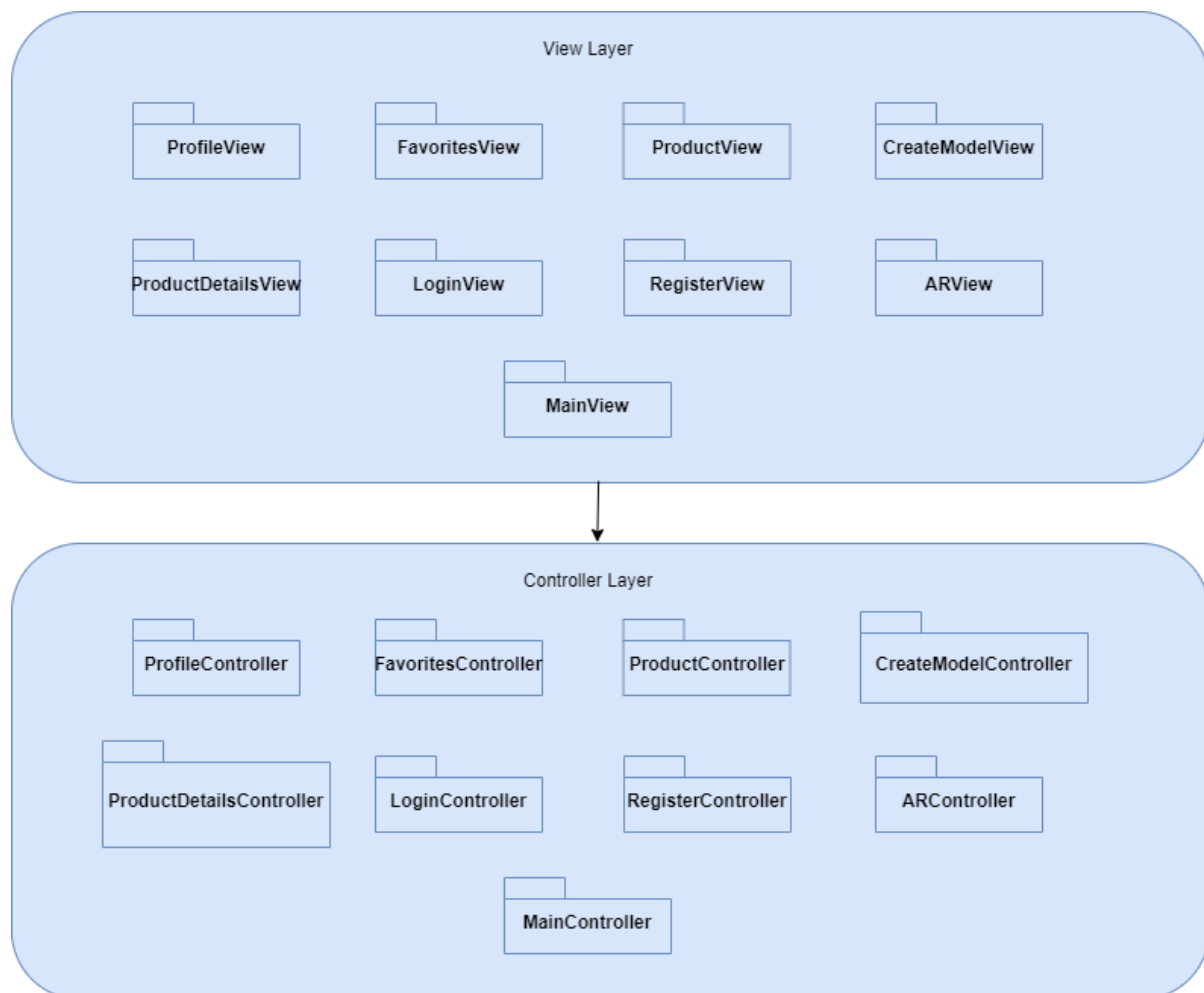 View Layer
ProfileView
FavoritesView
ProductView
CreateModelView
ProductDetailsView
LoginView
RegisterView
ARView
MainView
Controller Layer
ProfileController
FavoritesController
ProductController
CreateModelController
ProductDetailsController
LoginController
RegisterController
ARController
MainController